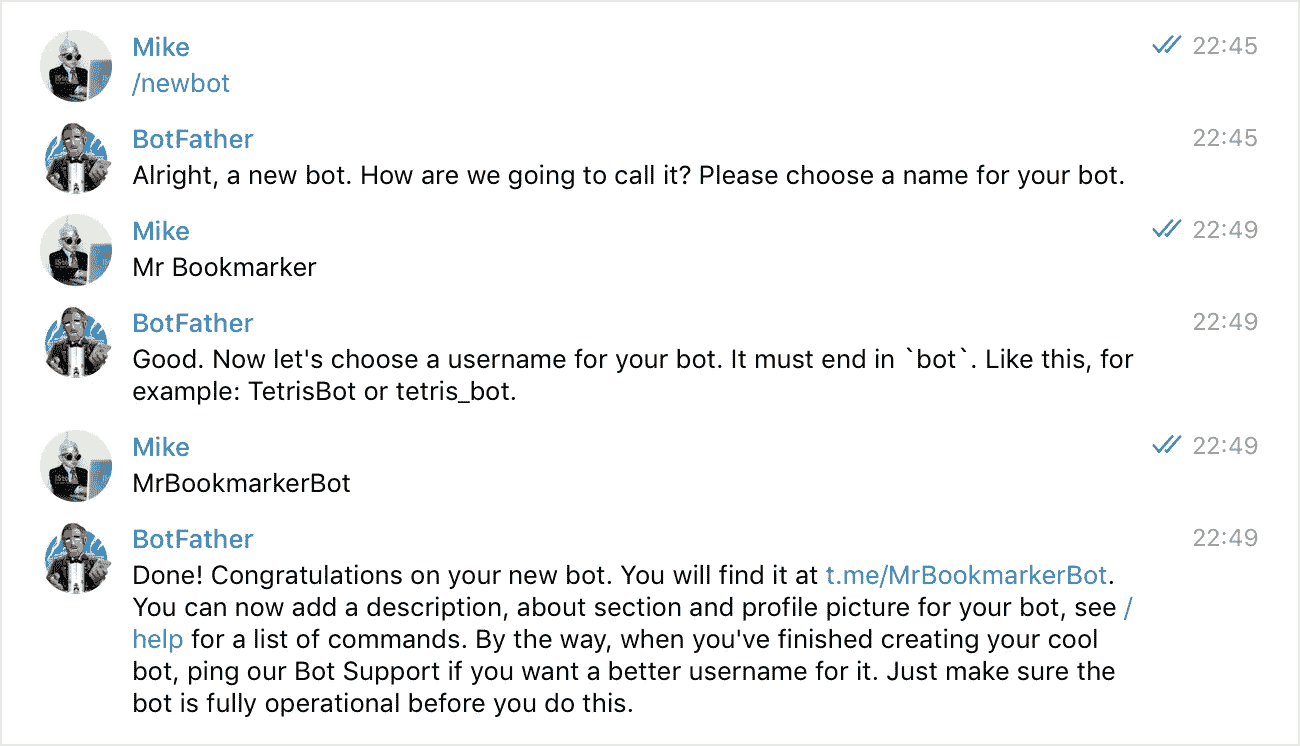 Mike 22:45
/newbot
BotFather 22:45
Alright, a new bot. How are we going to call it? Please choose a name for your bot.
Mike 22:49
Mr Bookmarker
BotFather 22:49
Good. Now let's choose a username for your bot. It must end in `bot`. Like this, for
example: TetrisBot or tetris_bot.
Mike 22:49
MrBookmarkerBot
BotFather 22:49
Done! Congratulations on your new bot. You will find it at t.me/MrBookmarkerBot.
You can now add a description, about section and profile picture for your bot, see /
help for a list of commands. By the way, when you've finished creating your cool
bot, ping our Bot Support if you want a better username for it. Just make sure the
bot is fully operational before you do this.